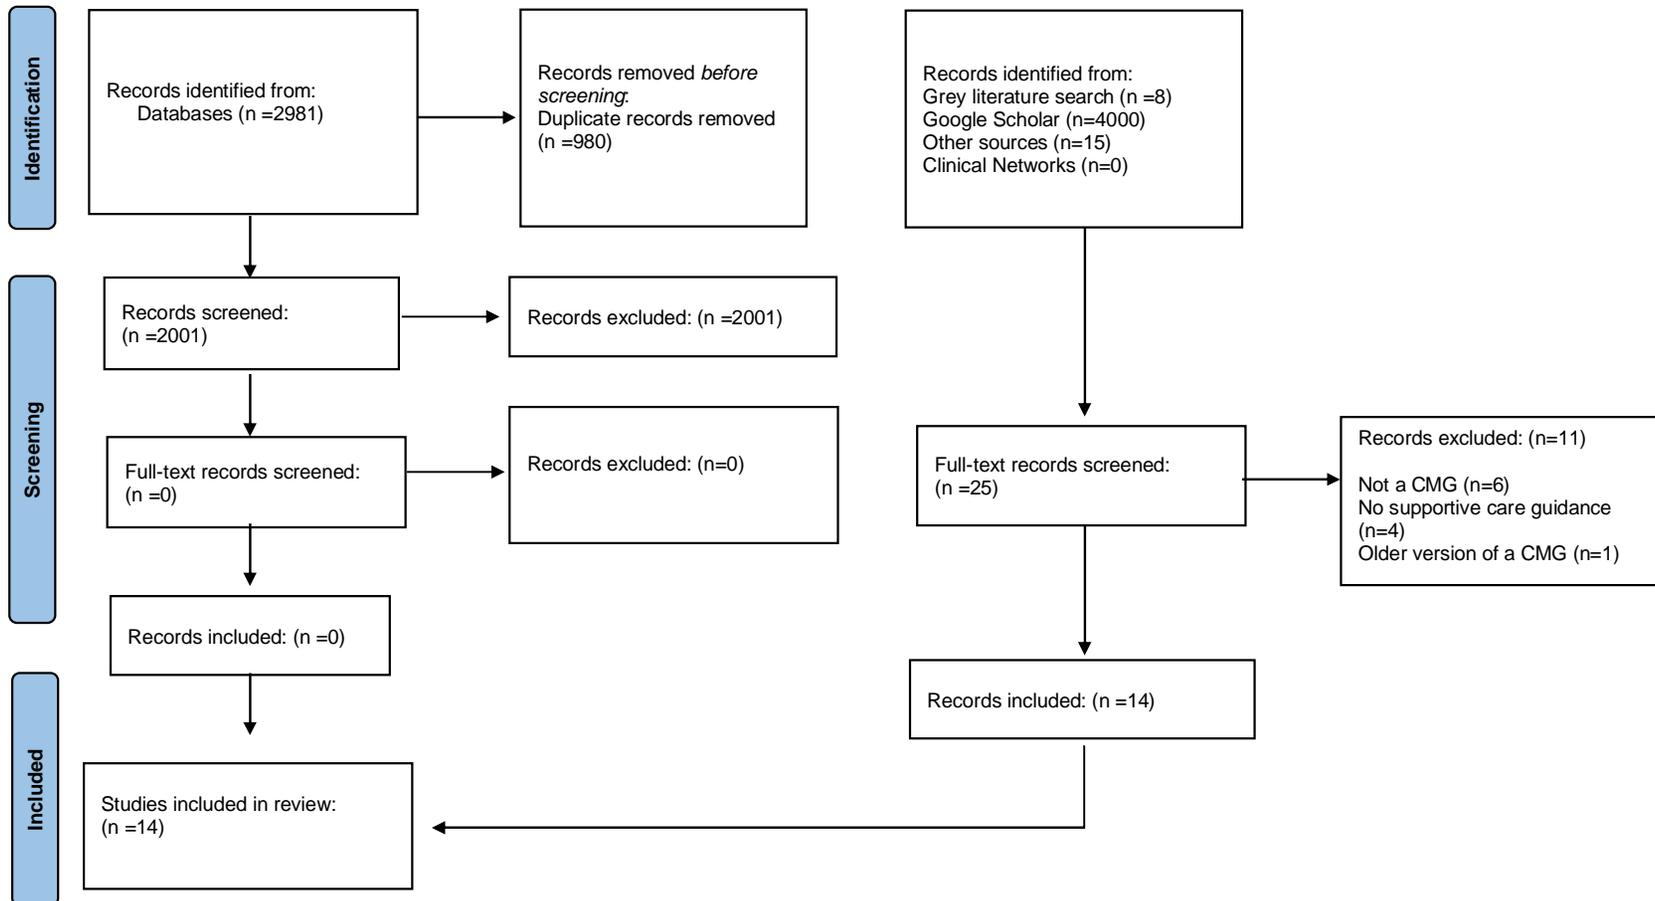 Identification
Records identified from:
Databases (n =2981)
Records removed before
screening:
Duplicate records removed
(n =980)
Records identified from:
Grey literature search (n =8)
Google Scholar (n=4000)
Other sources (n=15)
Clinical Networks (n=0)
Screening
Records screened:
(n =2001)
Records excluded: (n =2001)
Full-text records screened:
(n =0)
Records excluded: (n=0)
Full-text records screened:
(n =25)
Records excluded: (n=11)
Not a CMG (n=6)
No supportive care guidance
(n=4)
Older version of a CMG (n=1)
Records included: (n =0)
Records included: (n =14)
Included
Studies included in review:
(n =14)